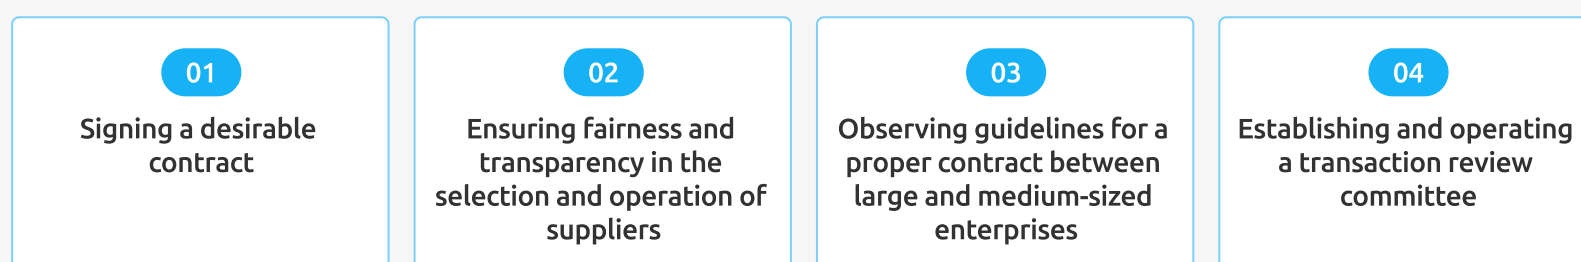 01
Signing a desirable
contract
02
Ensuring fairness and
transparency in the
selection and operation of
suppliers
03
Observing guidelines for a
proper contract between
large and medium-sized
enterprises
04
Establishing and operating
a transaction review
committee